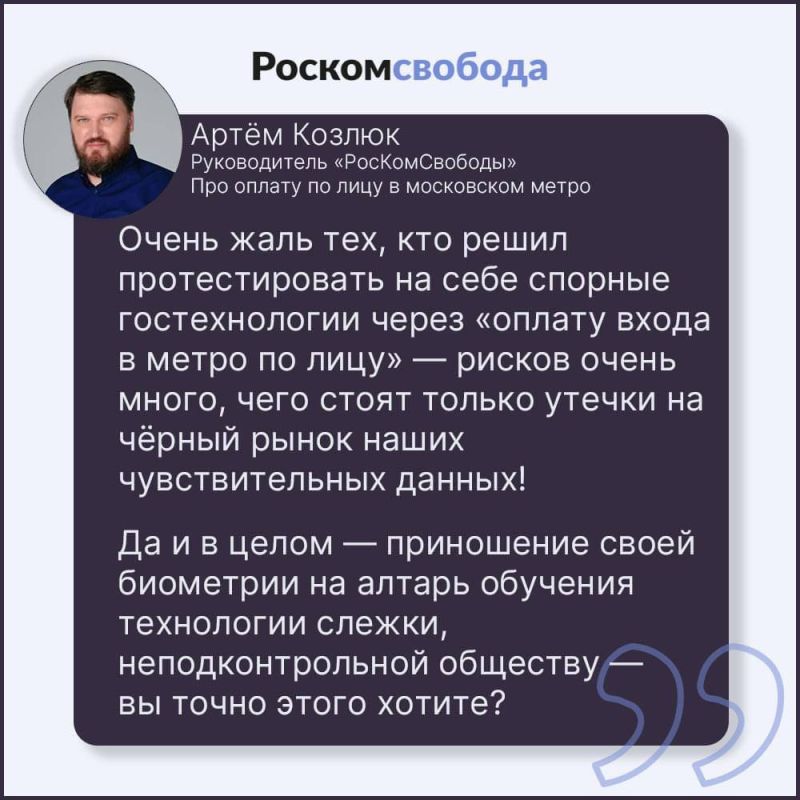 Роскомсвобода
Артём Козлюк
Руководитель «РосКомСвободы»
Про оплату по лицу в московском метро
Очень жаль тех, кто решил
протестировать на себе спорные
гостехнологии через «оплату входа
в метро по лицу» — рисков очень
много, чего стоят только утечки на
чёрный рынок наших
чувствительных данных!
Да и в целом — приношение своей
биометрии на алтарь обучения
технологии слежки,
неподконтрольной обществу —
вы точно этого хотите?